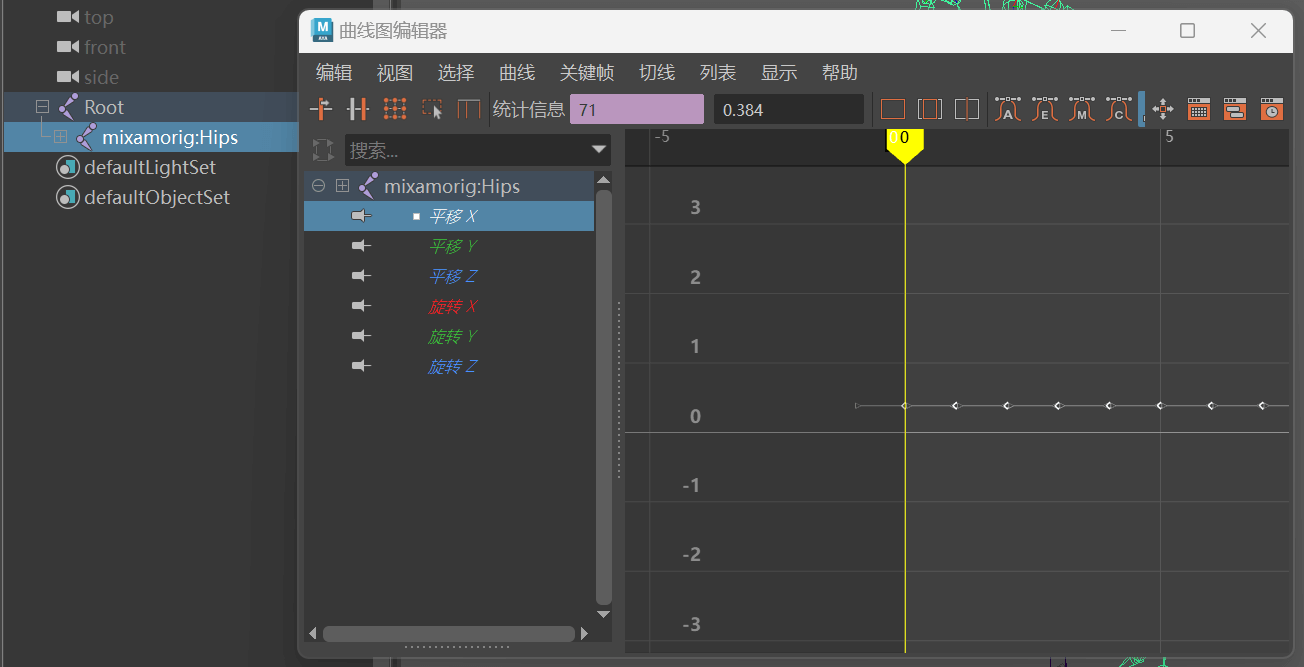 top
front
side
Root
mixamorig:Hips
defaultLightSet
defaultObjectSet
M
AYA
曲线图编辑器
编辑 视图 选择 曲线 关键帧 切线 列表 显示 帮助
统计信息 71 0.384
A E M C
搜索...
mixamorig:Hips
平移 X
平移 Y
平移 Z
旋转 X
旋转 Y
旋转 Z
-5 0 0 5
3
2
1
0
-1
-2
-3